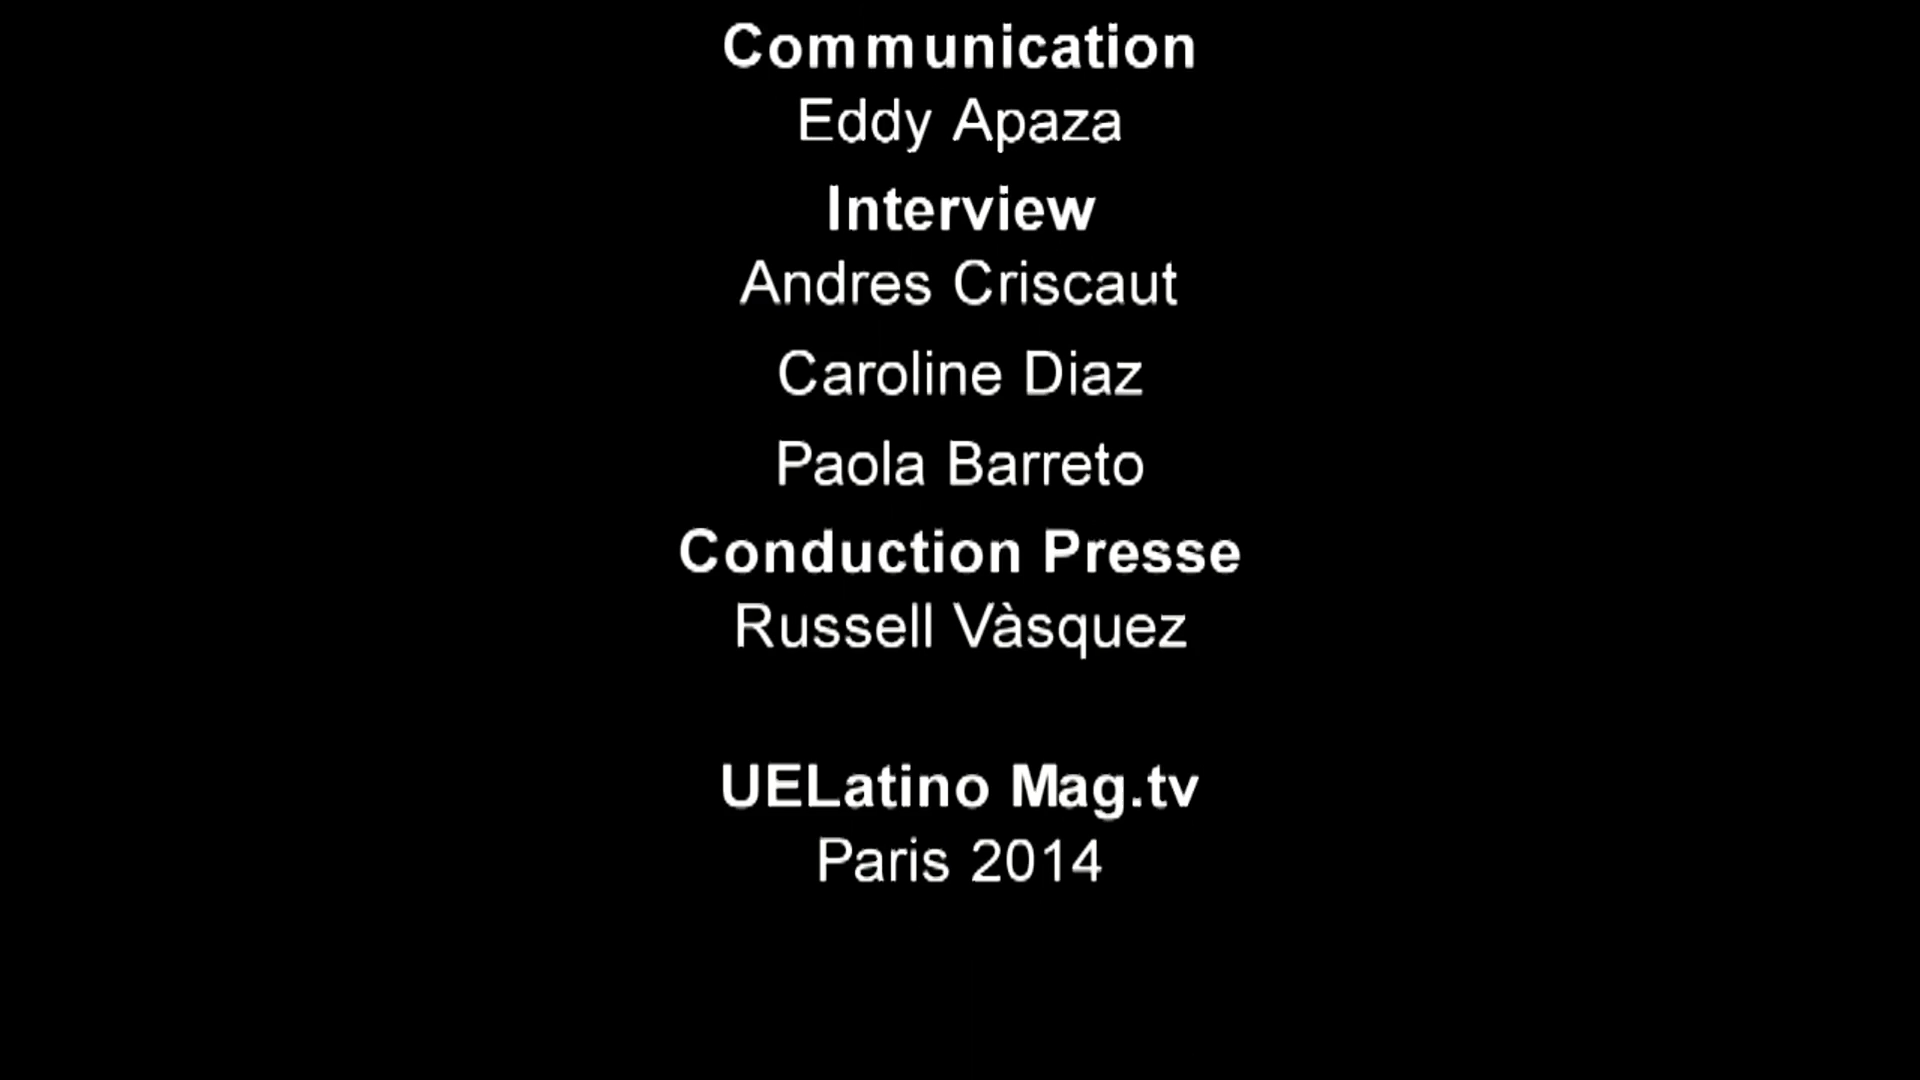 Communication
Eddy Apaza
Interview
Andres Criscaut
Caroline Diaz
Paola Barreto
Conduction Presse
Russell Vàsquez
UELatino Mag.tv
Paris 2014